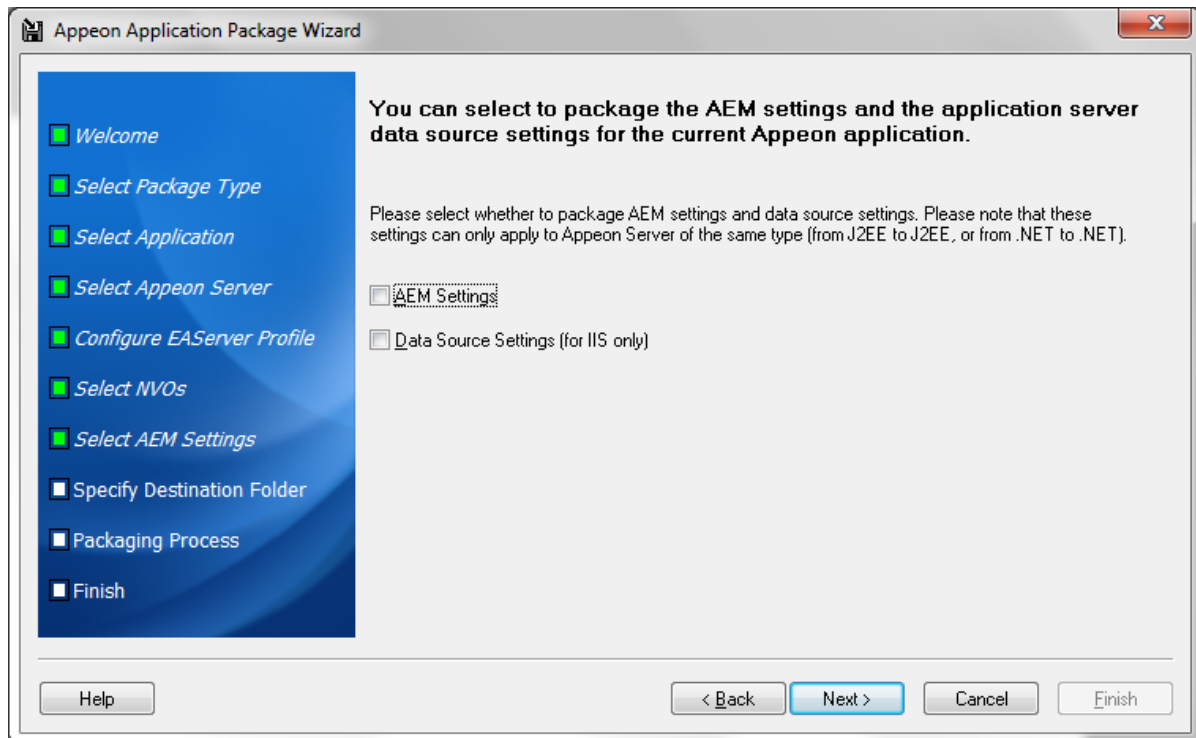 Appeon Application Package Wizard
Welcome
Select Package Type
Select Application
Select Appeon Server
Configure EAServer Profile
Select NVOs
Select AEM Settings
Specify Destination Folder
Packaging Process
Finish
You can select to package the AEM settings and the application server
data source settings for the current Appeon application.
Please select whether to package AEM settings and data source settings. Please note that these
settings can only apply to Appeon Server of the same type (from J2EE to J2EE, or from .NET to .NET).
AEM Settings
Data Source Settings (for IIS only)
Help
< Back
Next >
Cancel
Finish